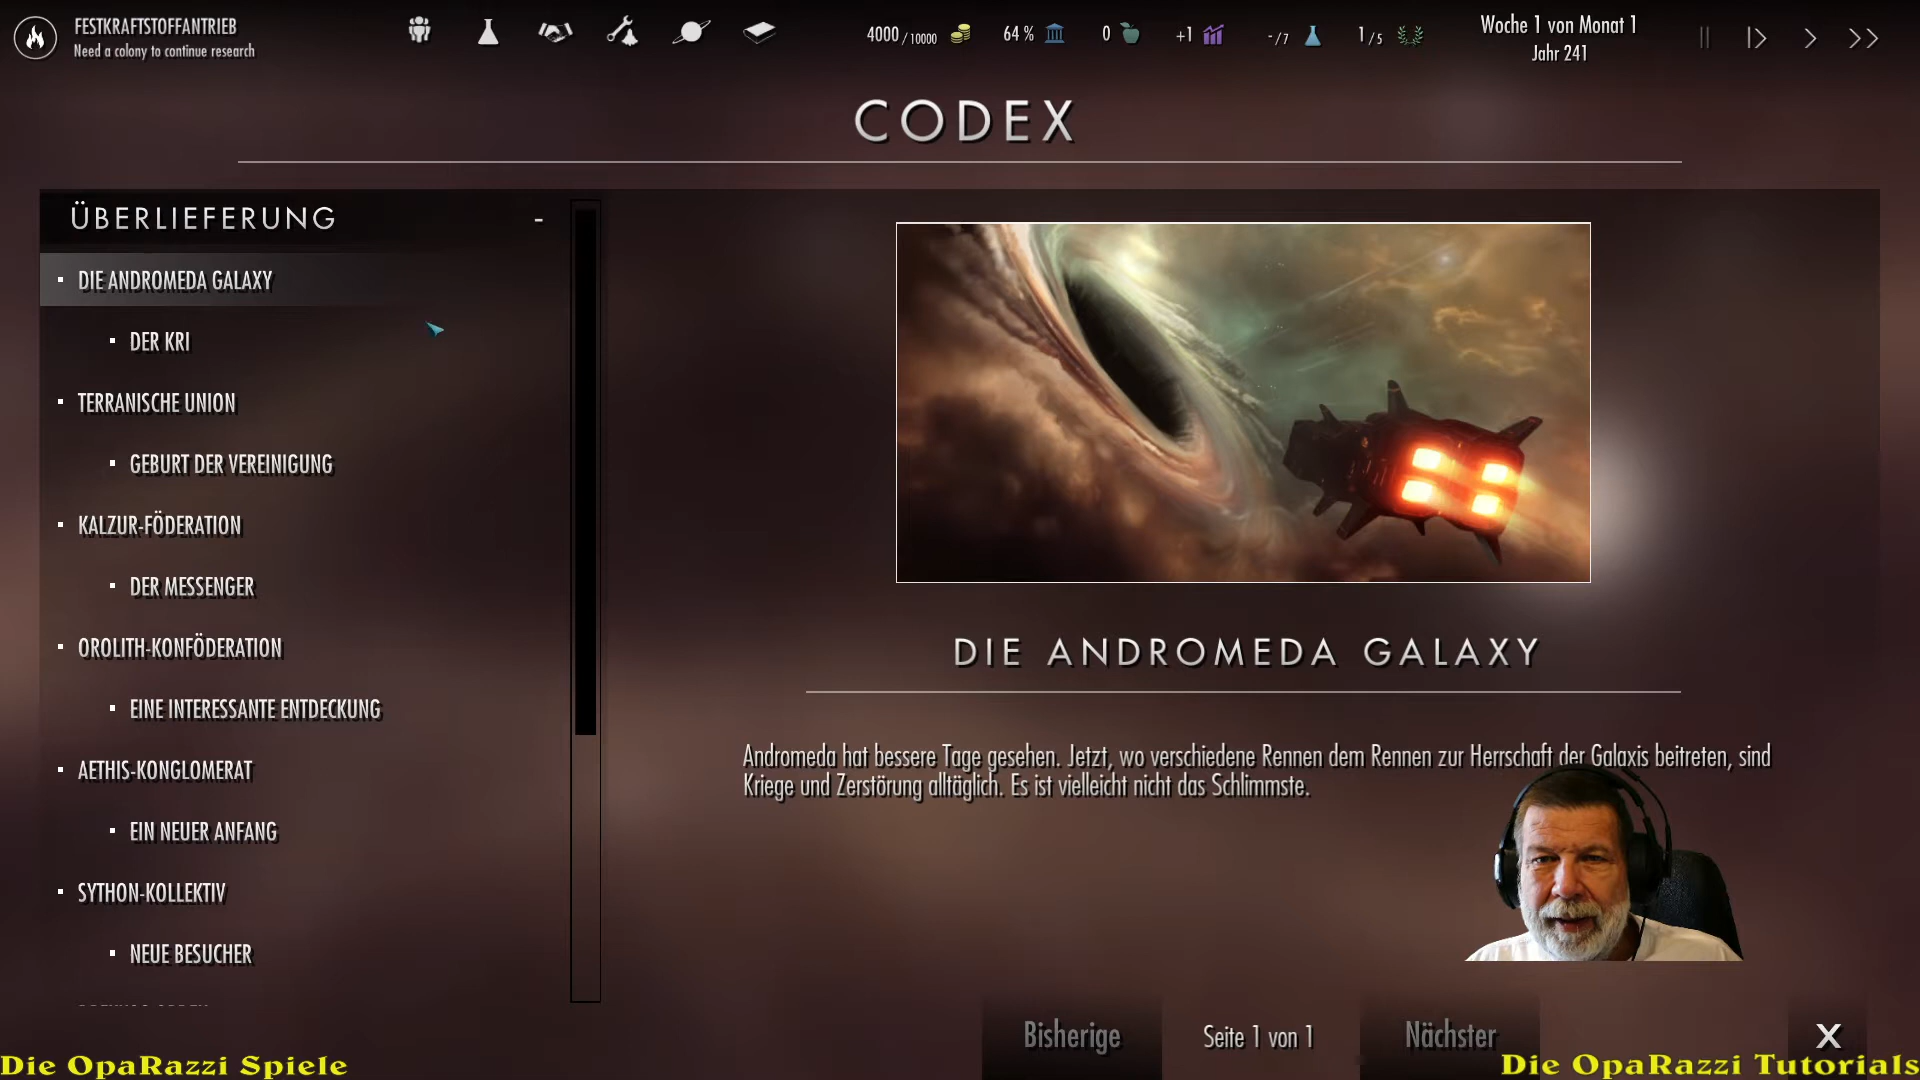 FESTKRAFTSTOFFANTRIEB
Need a colony to continue research
4000 / 10000
64 %
0
+1
- / 7
1 / 5
Woche 1 von Monat 1
Jahr 241
CODEX
ÜBERLIEFERUNG -
DIE ANDROMEDA GALAXY
DER KRI
TERRANISCHE UNION
GEBURT DER VEREINIGUNG
KALZUR-FÖDERATION
DER MESSENGER
OROLITH-KONFÖDERATION
EINE INTERESSANTE ENTDECKUNG
AETHIS-KONGLOMERAT
EIN NEUER ANFANG
SYTHON-KOLLEKTIV
NEUE BESUCHER
DIE ANDROMEDA GALAXY
Andromeda hat bessere Tage gesehen. Jetzt, wo verschiedene Rennen dem Rennen zur Herrschaft der Galaxis beitreten, sind
Kriege und Zerstörung alltäglich. Es ist vielleicht nicht das Schlimmste.
Bisherige
Seite 1 von 1
Nächster
X
Die OpaRazzi Spiele
Die OpaRazzi Tutorials